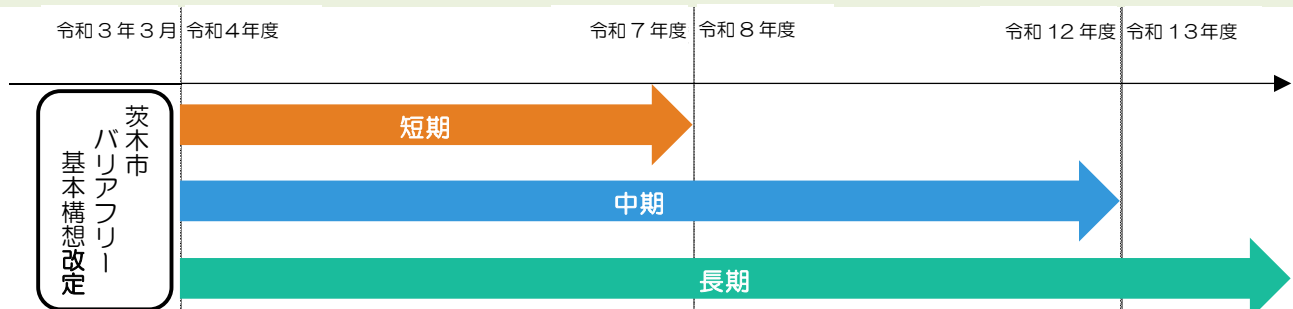 令和3年3月
令和4年度
令和7年度
令和8年度
令和12年度
令和13年度
茨木市
バリアフリー
基本構想改定
短期
中期
長期